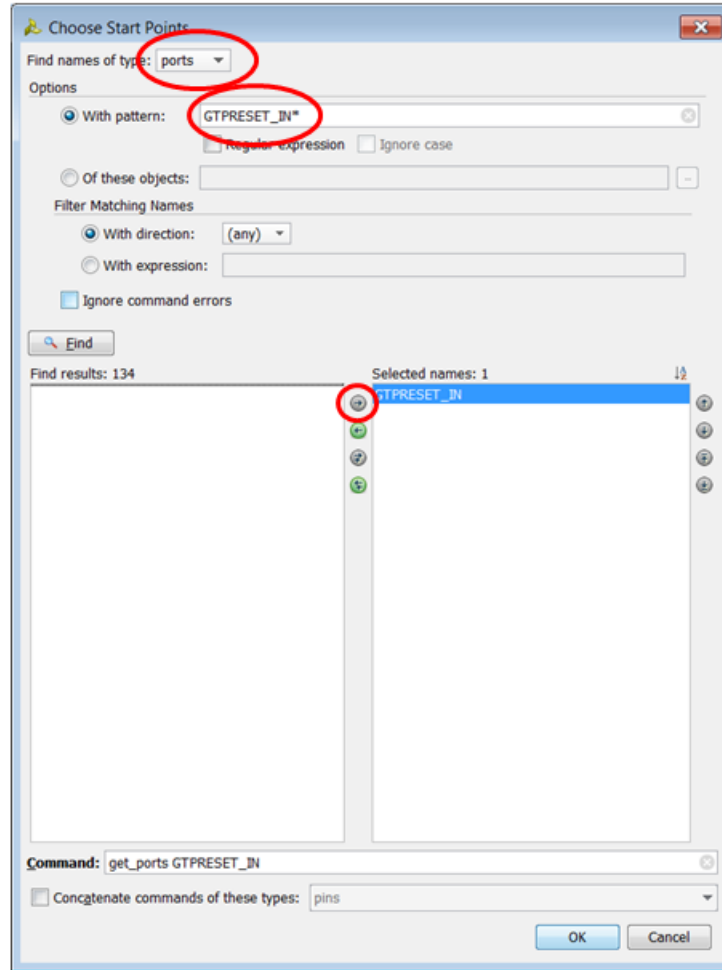 Choose Start Points
Find names of type: ports
Options
With pattern: GTPRESET_IN*
Regular expression Ignore case
Of these objects:
Filter Matching Names
With direction: (any)
With expression:
Ignore command errors
Find
Find results: 134 Selected names: 1
GTPRESET_IN
Command: get_ports GTPRESET_IN
Concatenate commands of these types: pins
OK Cancel